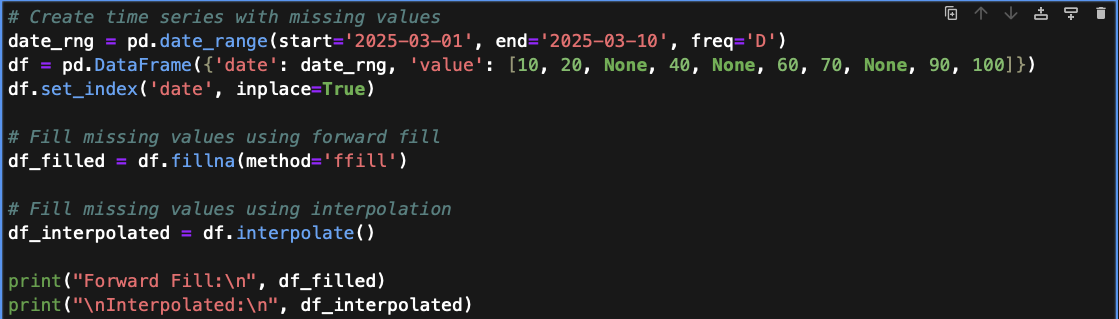 # Create time series with missing values
date_rng = pd.date_range(start='2025-03-01', end='2025-03-10', freq='D')
df = pd.DataFrame({'date': date_rng, 'value': [10, 20, None, 40, None, 60, 70, None, 90, 100]})
df.set_index('date', inplace=True)
# Fill missing values using forward fill
df_filled = df.fillna(method='ffill')
# Fill missing values using interpolation
df_interpolated = df.interpolate()
print("Forward Fill:\n", df_filled)
print("\nInterpolated:\n", df_interpolated)